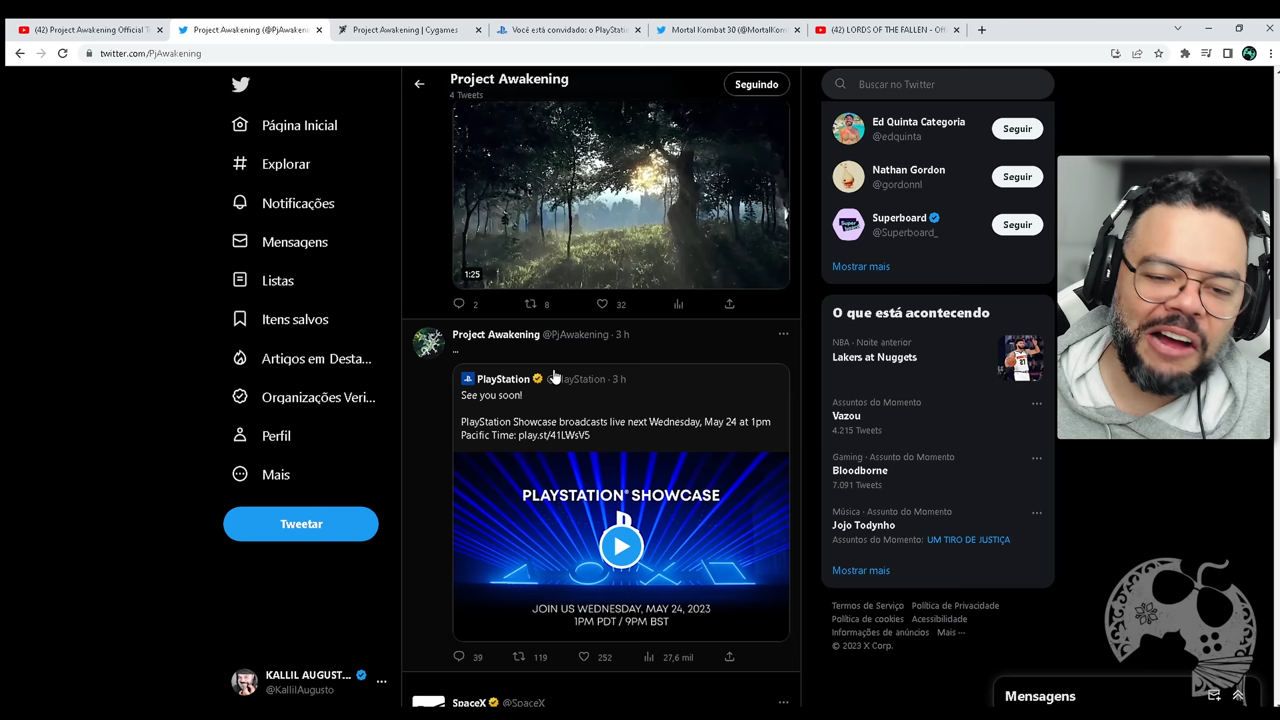 (42) Project Awakening Official T
Project Awakening (@PjAwaken
Project Awakening | Cygames
Você está convidado: o PlayStati
Mortal Kombat 30 (@MortalKom
(42) LORDS OF THE FALLEN - Offi
twitter.com/PjAwakening
Página Inicial
Explorar
Notificações
Mensagens
Listas
Itens salvos
Artigos em Desta...
Organizações Veri...
Perfil
Mais
Tweetar
KALLIL AUGUST...
@KallilAugusto
Project Awakening
4 Tweets
Seguindo
1:25
2 8 32
Project Awakening @PjAwakening · 3 h
...
PlayStation @PlayStation · 3 h
See you soon!
PlayStation Showcase broadcasts live next Wednesday, May 24 at 1pm
Pacific Time: play.st/41LWsV5
PLAYSTATION® SHOWCASE
JOIN US WEDNESDAY, MAY 24, 2023
1PM PDT / 9PM BST
39 119 252 27,6 mil
SpaceX @SpaceX
Buscar no Twitter
Ed Quinta Categoria
@edquinta
Seguir
Nathan Gordon
@gordonnl
Seguir
Superboard
@Superboard_
Seguir
Mostrar mais
O que está acontecendo
NBA · Noite anterior
Lakers at Nuggets
Assuntos do Momento
Vazou
4.215 Tweets
Gaming · Assunto do Momento
Bloodborne
7.091 Tweets
Música · Assunto do Momento
Jojo Todynho
Assuntos do Momento: UM TIRO DE JUSTIÇA
Mostrar mais
Termos de Serviço Política de Privacidade
Política de cookies Acessibilidade
Informações de anúncios Mais ···
© 2023 X Corp.
Mensagens